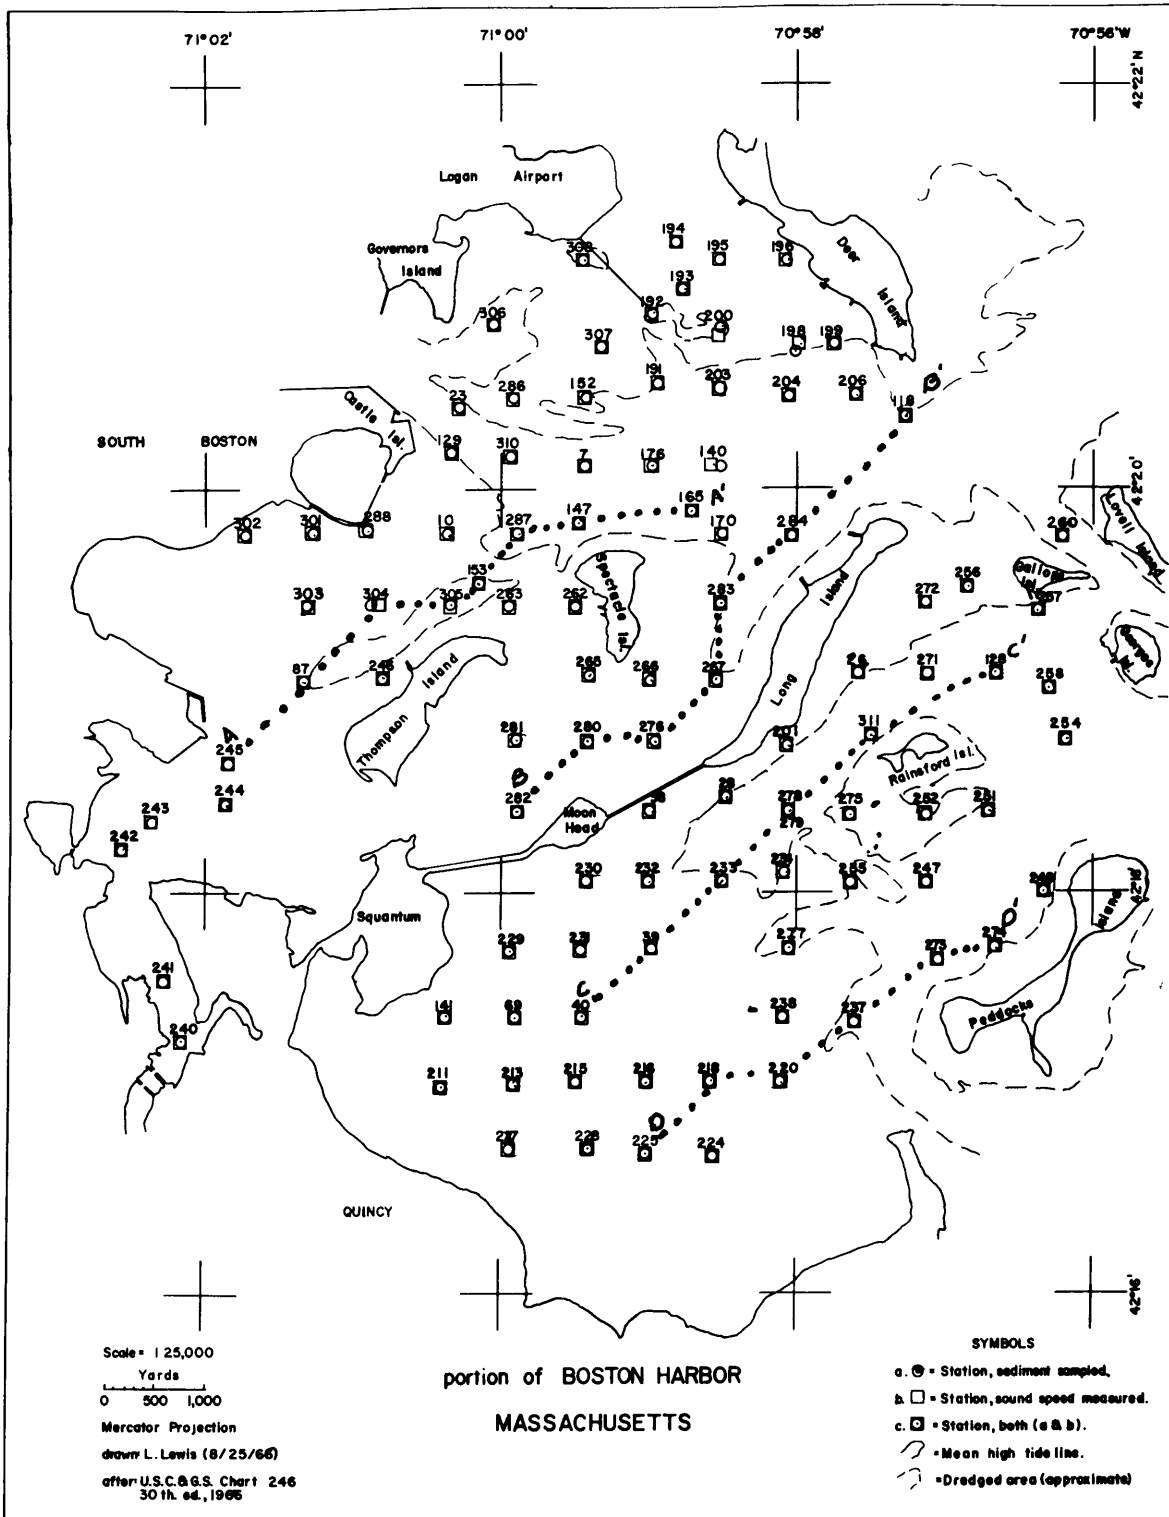 71°02'
71°00'
70°58'
70°56'W
42°22' N
Logan Airport
194
308
195
196
Deer
Island
Governors
Island
193
192
200
306
307
198
199
191
203
204
206
23
286
152
118
B'
Castle
Isl.
SOUTH BOSTON
129
310
7
176
140
42°20'
165
A'
Lovell Island
302
301
288
10
287
147
170
284
260
153
Spectacle
Isl.
Gallops
Isl.
256
272
257
303
304
305
263
262
283
Island
Georges
Isl.
C'
87
246
Island
265
266
267
Long
26
271
128
258
Thompson
A
281
280
276
201
311
254
245
Rainsford Isl.
B
244
282
Moon
Head
29
278
275
252
251
243
279
242
230
232
233
255
247
249
42°18'
Squantum
Island
D'
229
231
39
277
273
274
241
C
141
69
40
238
237
Peddocks
240
211
213
215
216
218
220
D
227
228
225
224
QUINCY
42°16'
Scale = 1 25,000
Yards
0 500 1,000
Mercator Projection
drawn: L. Lewis (8/25/66)
after: U.S.C.& G.S. Chart 246
30 th. ed., 1965
portion of BOSTON HARBOR
MASSACHUSETTS
SYMBOLS
a. = Station, sediment sampled.
b. = Station, sound speed measured.
c. = Station, both (a & b).
= Mean high tide line.
= Dredged area (approximate)